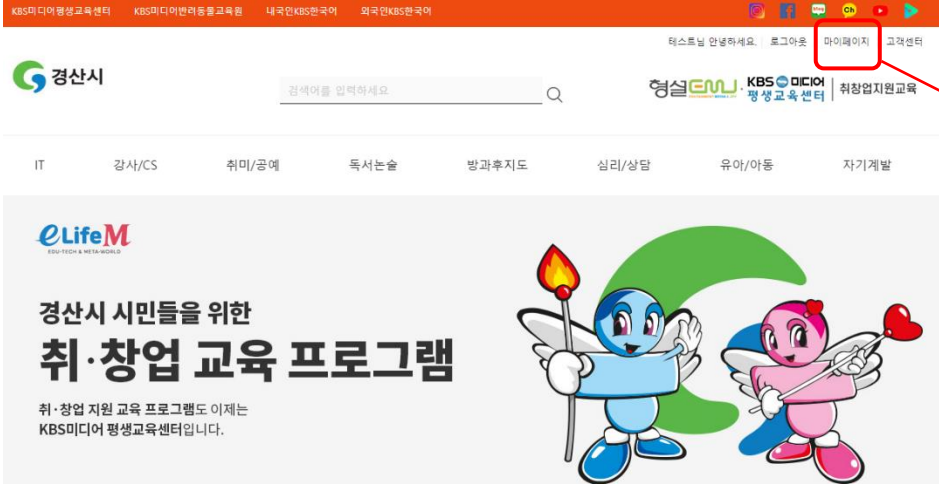 KBS미디어평생교육센터 KBS미디어반려동물교육원 내국인KBS한국어 외국인KBS한국어
테스트님 안녕하세요. 로그아웃 마이페이지 고객센터
경산시
검색어를 입력하세요
형설EMJ · KBS 미디어 평생교육센터 | 취창업지원교육
IT 강사/CS 취미/공예 독서논술 방과후지도 심리/상담 유아/아동 자기계발
eLifeM
EDU-TECH & META-WORLD
경산시 시민들을 위한
취·창업 교육 프로그램
취·창업 지원 교육 프로그램도 이제는
KBS미디어 평생교육센터입니다.